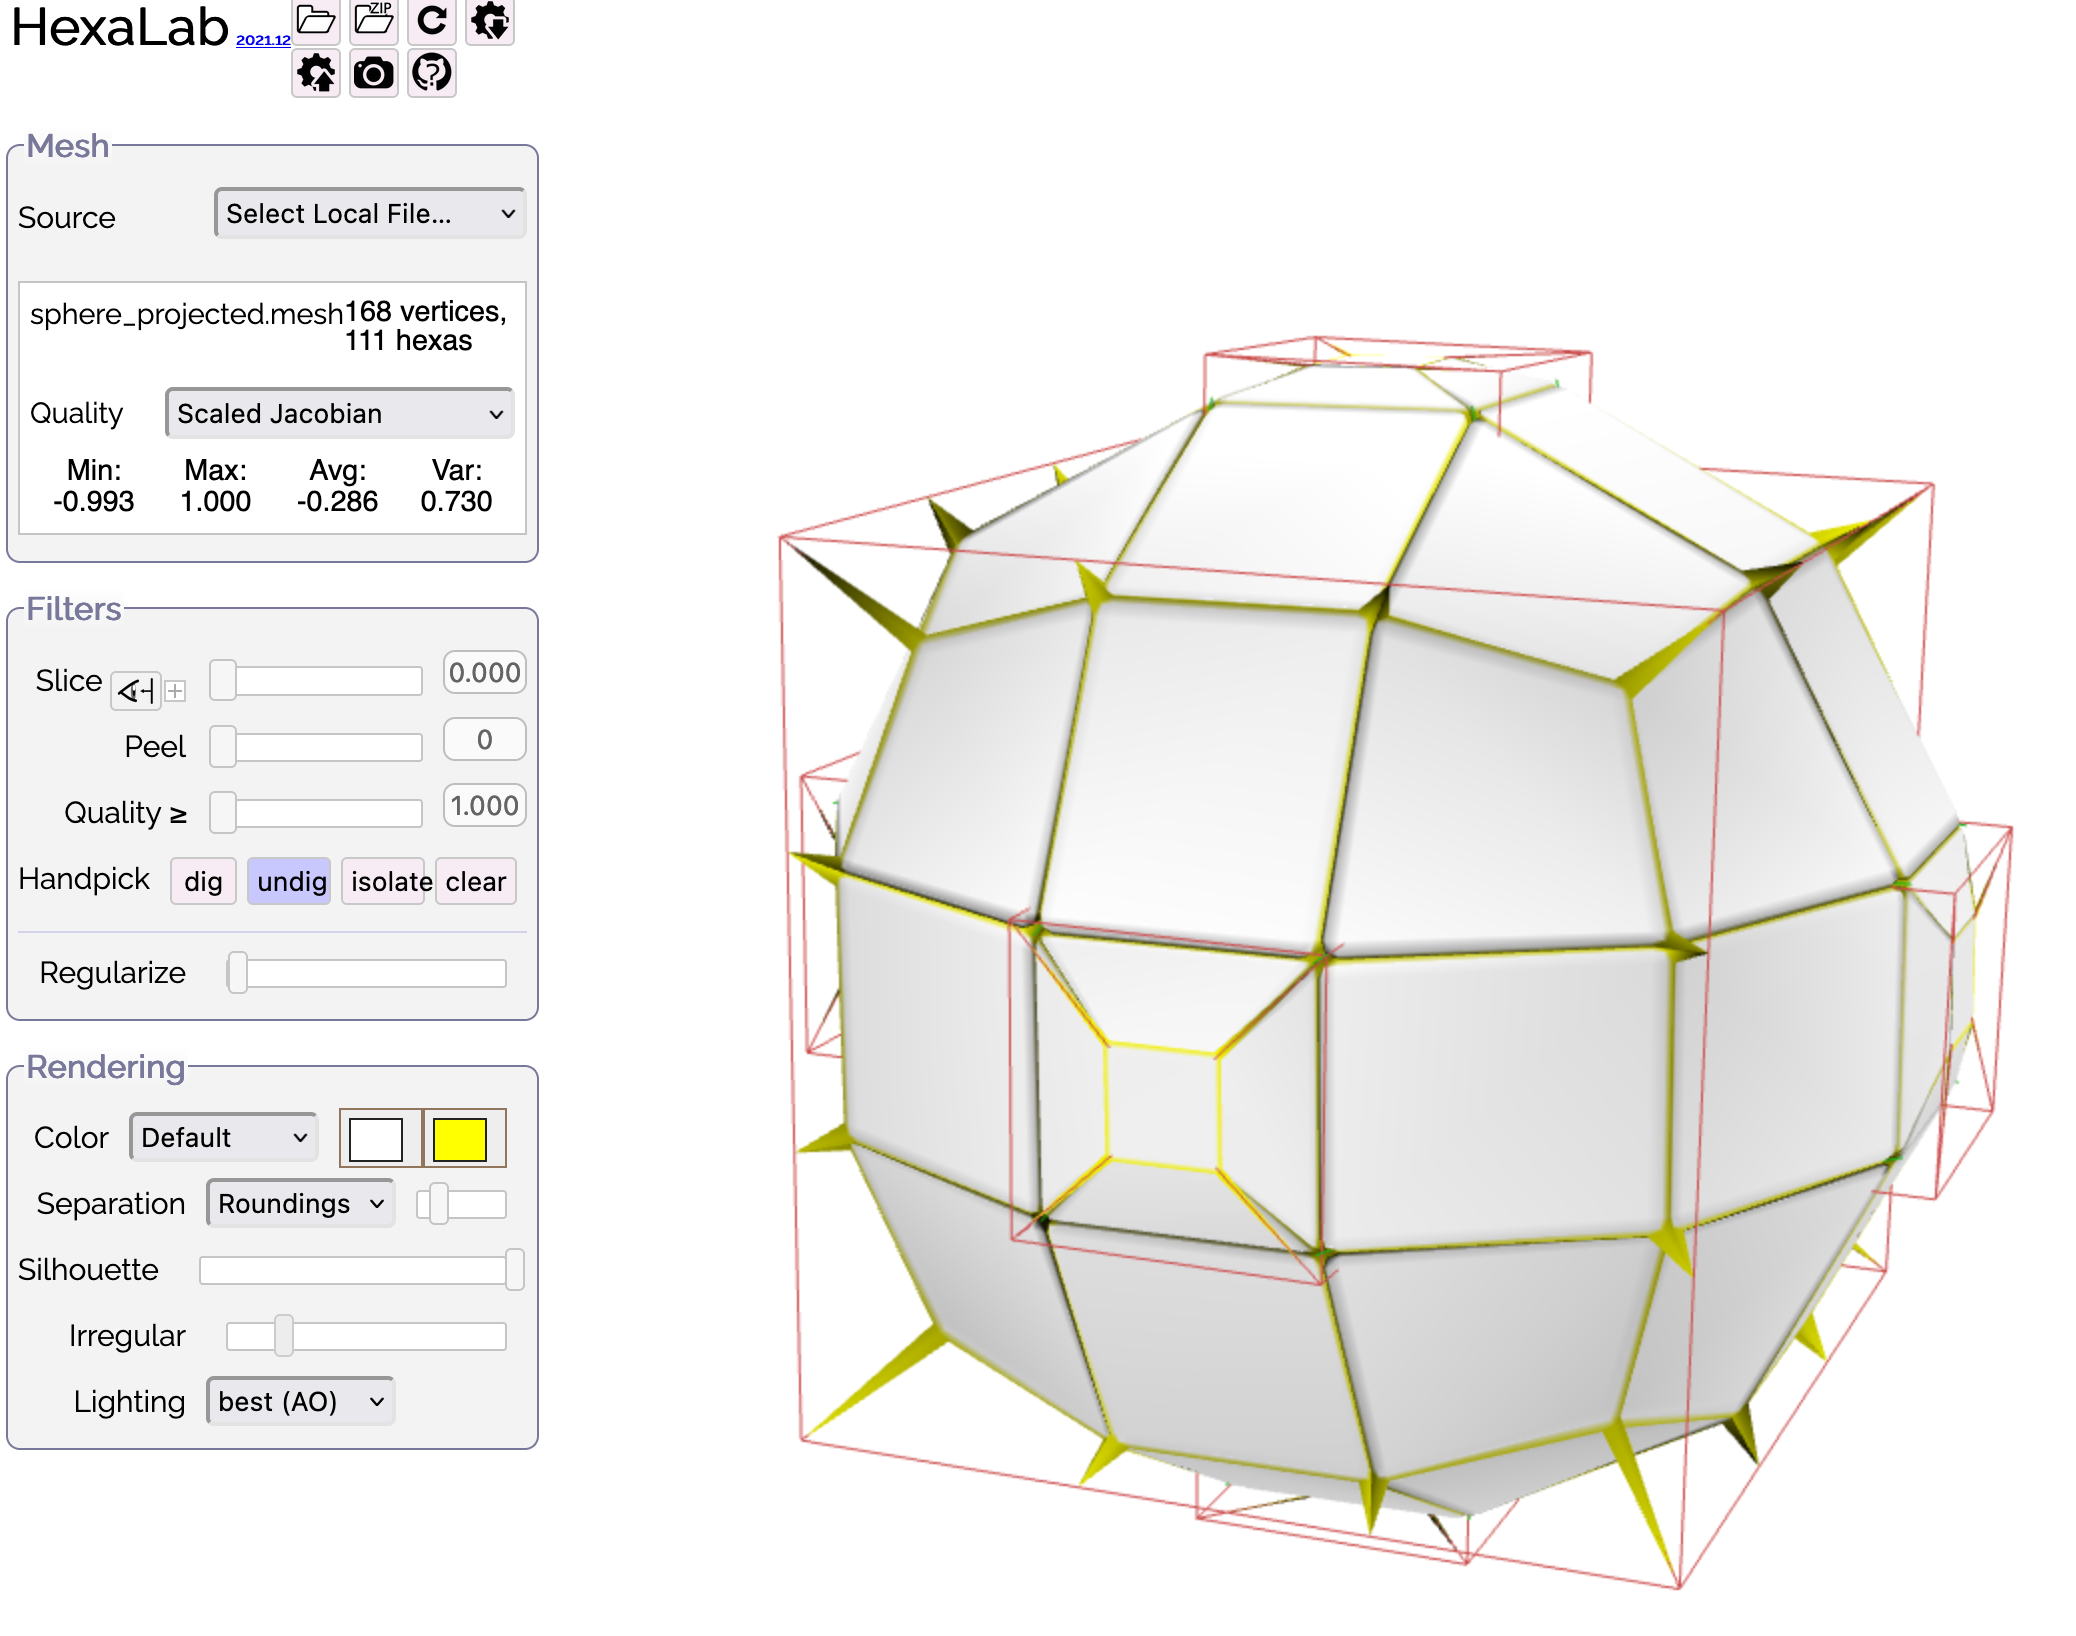 HexaLab 2021.12
ZIP
Mesh
Source Select Local File...
sphere_projected.mesh 168 vertices,
111 hexas
Quality Scaled Jacobian
Min: Max: Avg: Var:
-0.993 1.000 -0.286 0.730
Filters
Slice 0.000
Peel 0
Quality ≥ 1.000
Handpick dig undig isolate clear
Regularize
Rendering
Color Default
Separation Roundings
Silhouette
Irregular
Lighting best (AO)